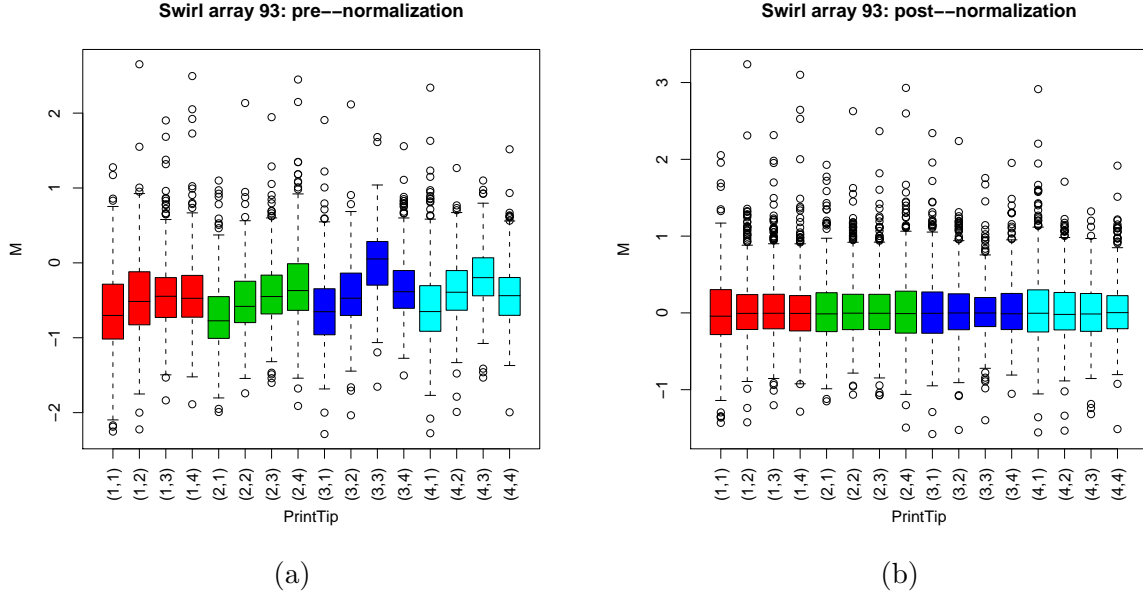 Swirl array 93: pre−−normalization
M
2
1
0
−1
−2
(1,1) (1,2) (1,3) (1,4) (2,1) (2,2) (2,3) (2,4) (3,1) (3,2) (3,3) (3,4) (4,1) (4,2) (4,3) (4,4)
PrintTip
(a)
Swirl array 93: post−−normalization
M
3
2
1
0
−1
(1,1) (1,2) (1,3) (1,4) (2,1) (2,2) (2,3) (2,4) (3,1) (3,2) (3,3) (3,4) (4,1) (4,2) (4,3) (4,4)
PrintTip
(b)